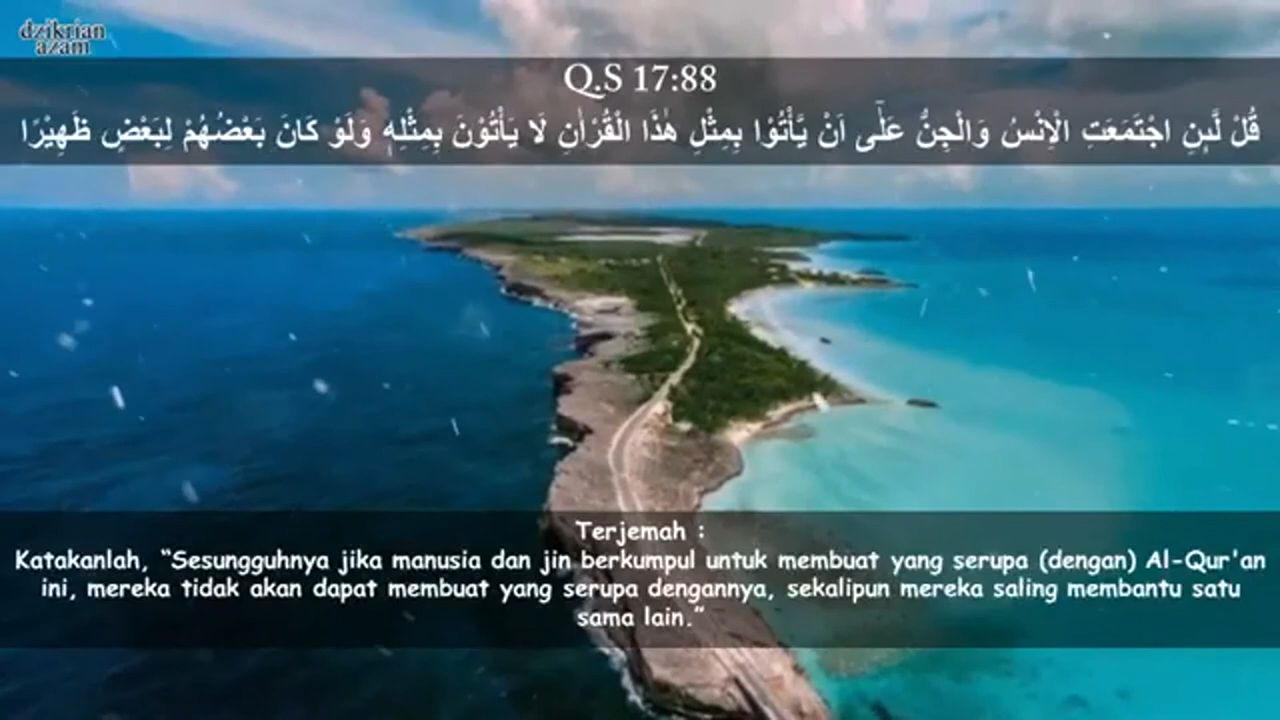 dzikrian
azam
Q.S 17:88
قُلْ لَّىِٕنِ اجْتَمَعَتِ الْاِنْسُ وَالْجِنُّ عَلٰٓى اَنْ يَّأْتُوْا بِمِثْلِ هٰذَا الْقُرْاٰنِ لَا يَأْتُوْنَ بِمِثْلِهٖ وَلَوْ كَانَ بَعْضُهُمْ لِبَعْضٍ ظَهِيْرًا
Terjemah :
Katakanlah, “Sesungguhnya jika manusia dan jin berkumpul untuk membuat yang serupa (dengan) Al-Qur'an
ini, mereka tidak akan dapat membuat yang serupa dengannya, sekalipun mereka saling membantu satu
sama lain.”